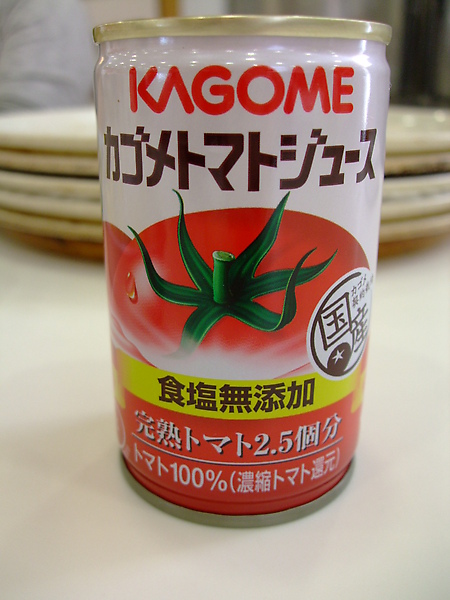 KAGOME
カゴメトマトジュース
国産
食塩無添加
完熟トマト2.5個分
トマト100%(濃縮トマト還元)